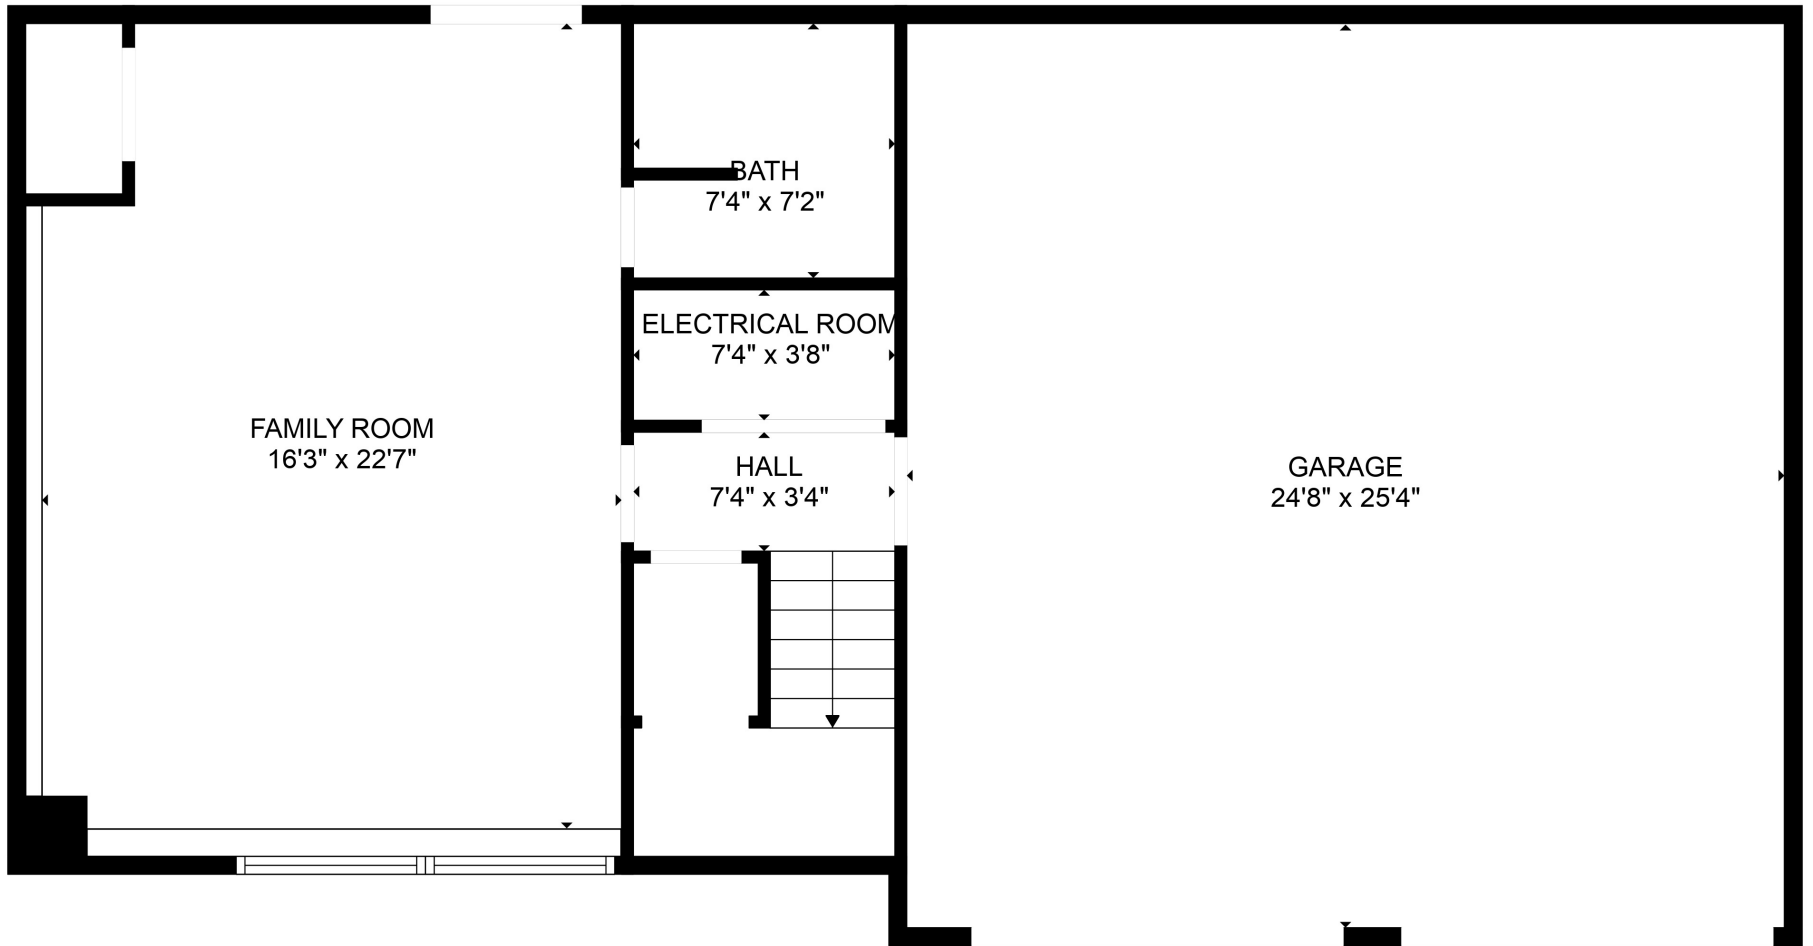 BATH
7'4" x 7'2"
ELECTRICAL ROOM
7'4" x 3'8"
FAMILY ROOM
16'3" x 22'7"
HALL
7'4" x 3'4"
GARAGE
24'8" x 25'4"